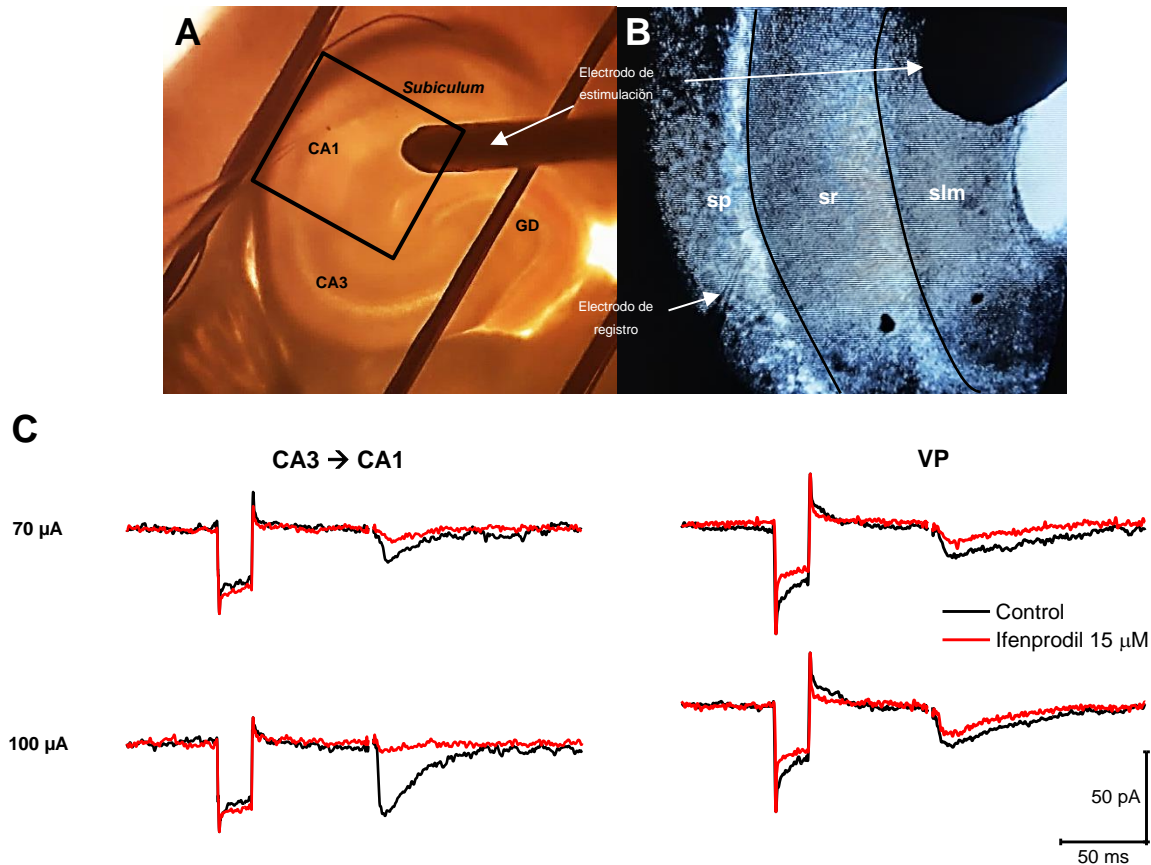 A
B
Electrodo de
estimulación
Subiculum
CA1
GD
CA3
sp
sr
slm
Electrodo de
registro
C
CA3 → CA1
VP
70 µA
Control
Ifenprodil 15 µM
100 µA
50 pA
50 ms